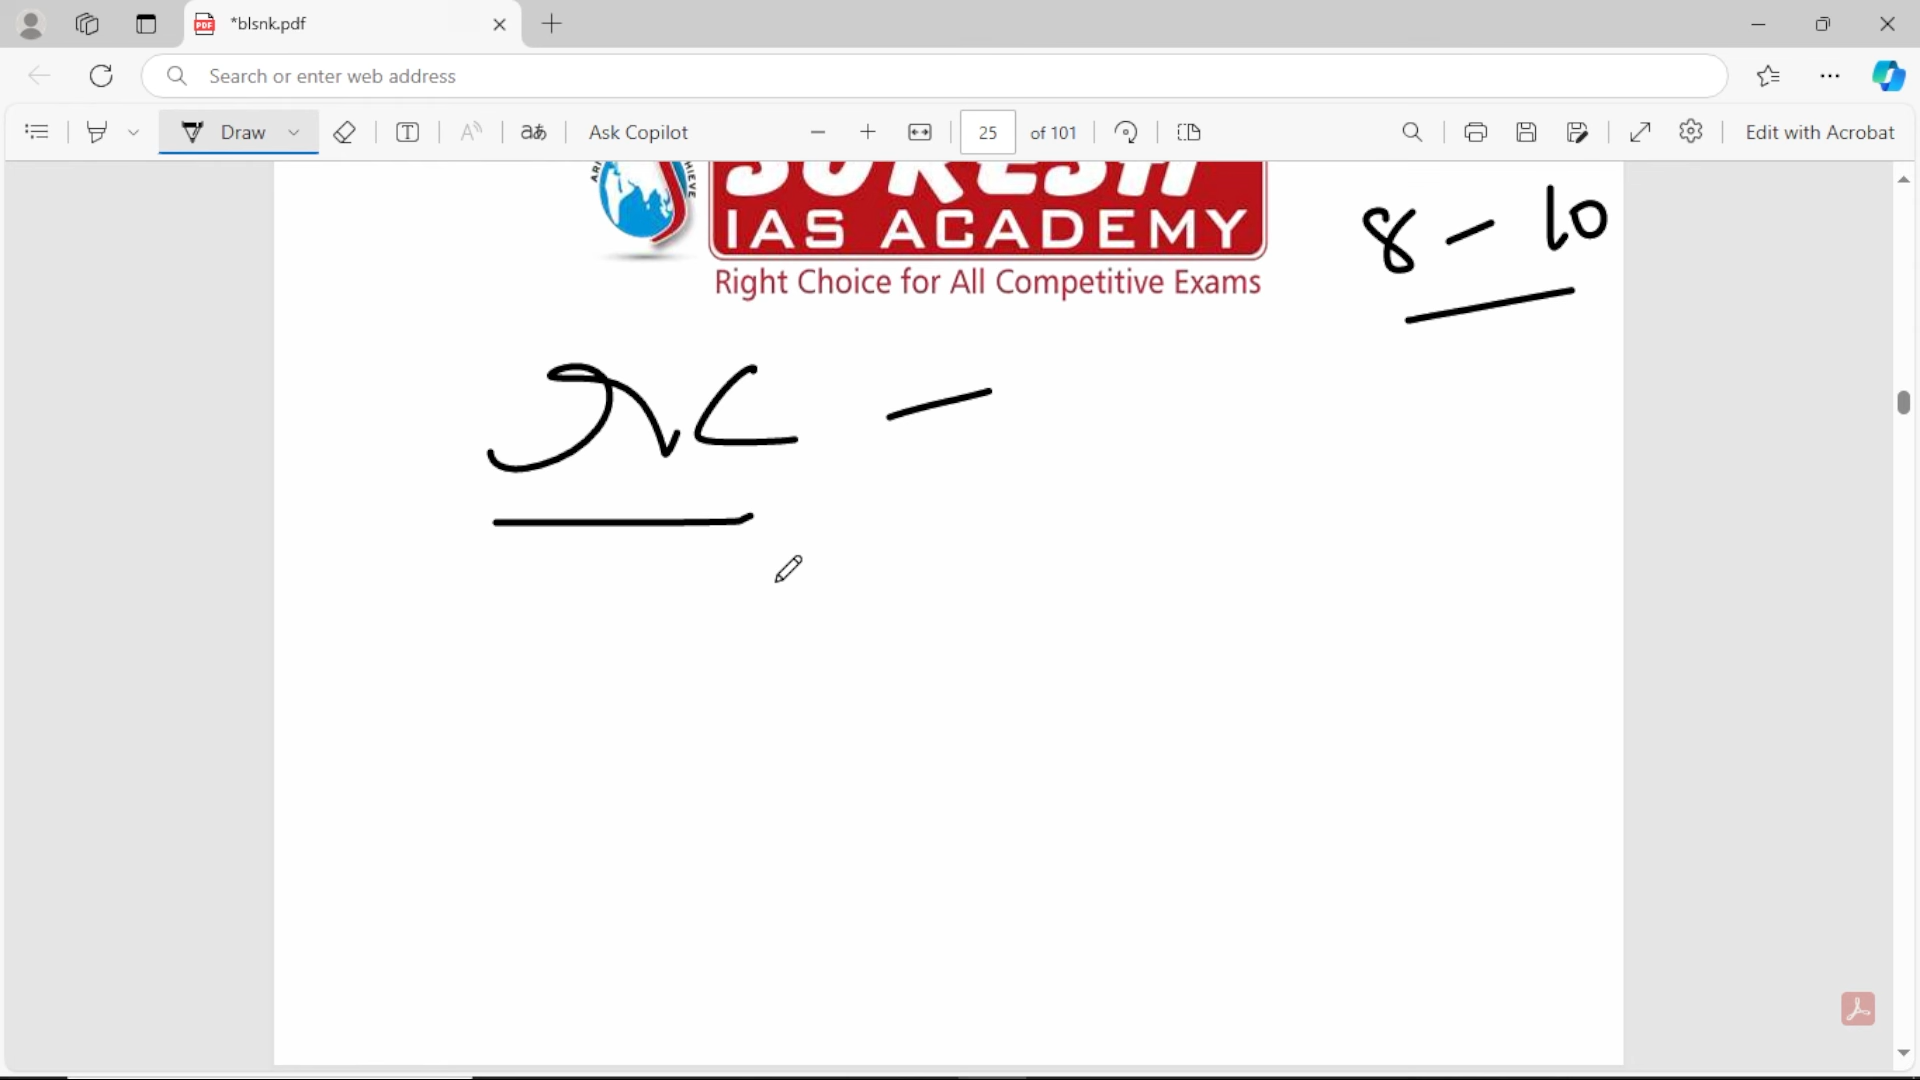 *blsnk.pdf
Search or enter web address
Draw Ask Copilot 25 of 101 Edit with Acrobat
IAS ACADEMY
Right Choice for All Competitive Exams
8 - 10